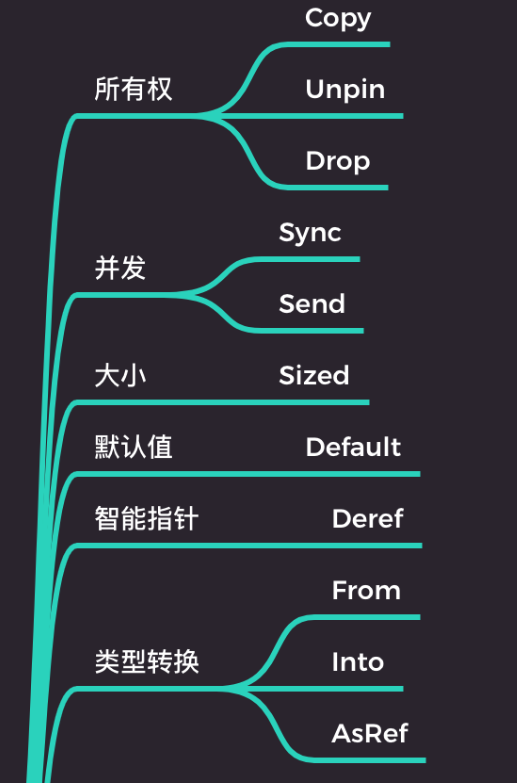 所有权
Copy
Unpin
Drop
并发
Sync
Send
大小
Sized
默认值
Default
智能指针
Deref
类型转换
From
Into
AsRef